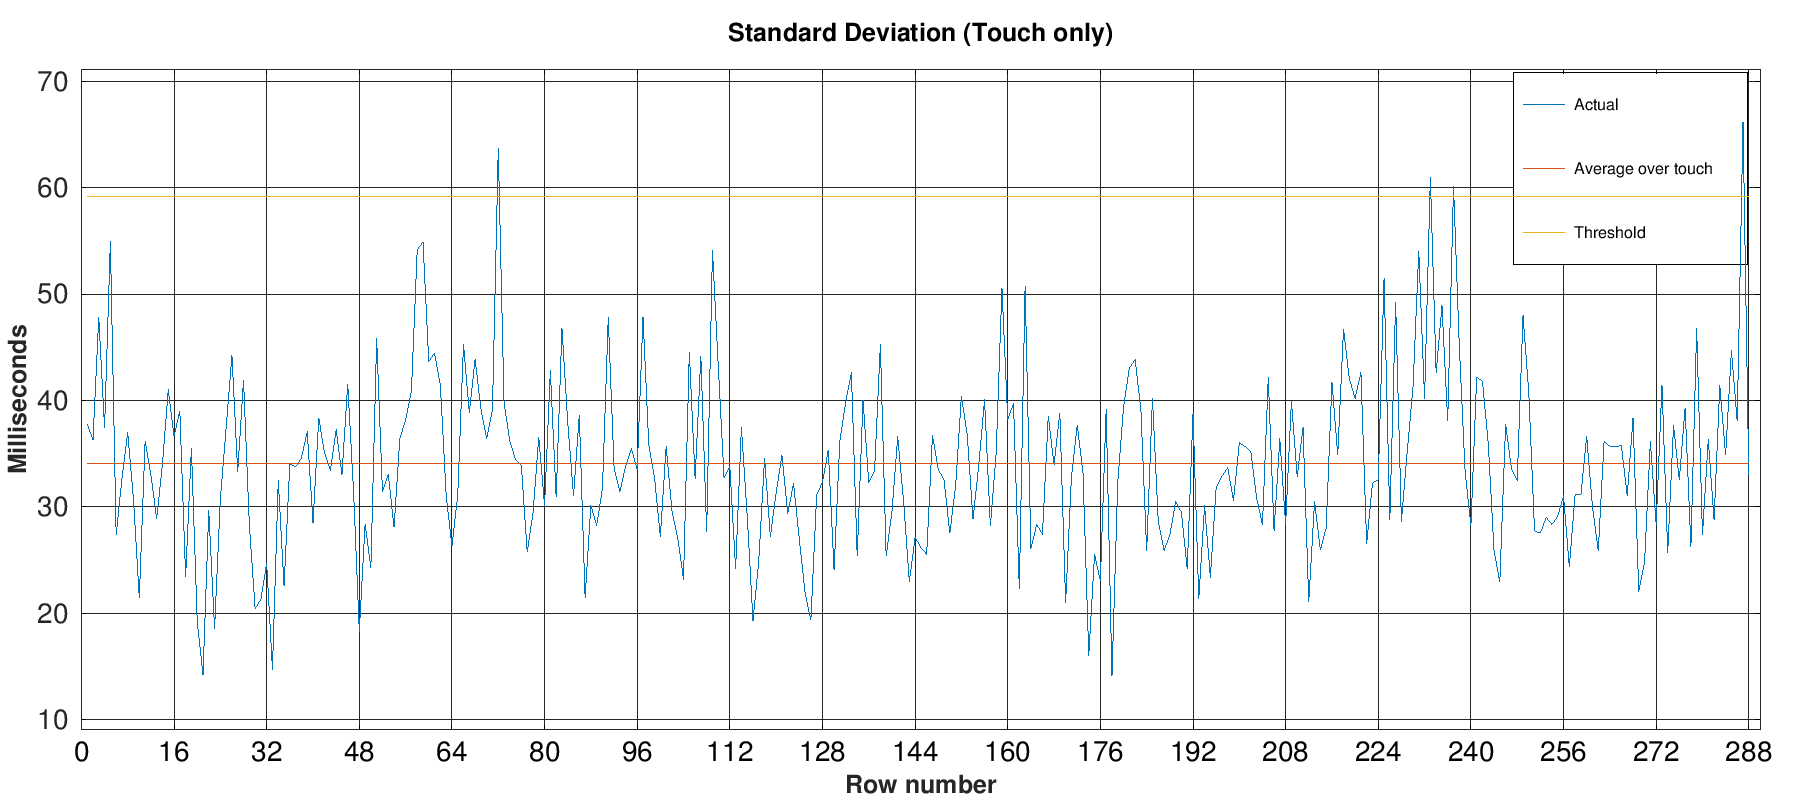 Standard Deviation (Touch only)
70
60
50
40
30
20
10
Milliseconds
Actual
Average over touch
Threshold
0 16 32 48 64 80 96 112 128 144 160 176 192 208 224 240 256 272 288
Row number